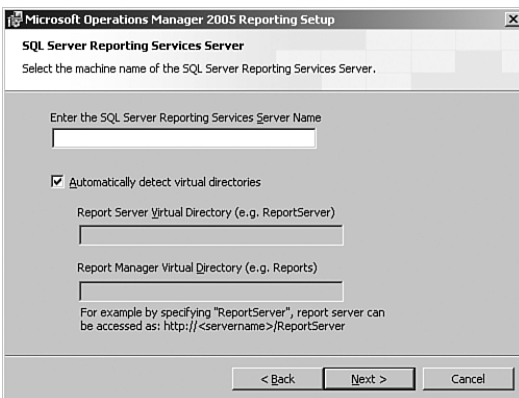 Microsoft Operations Manager 2005 Reporting Setup
SQL Server Reporting Services Server
Select the machine name of the SQL Server Reporting Services Server.
Enter the SQL Server Reporting Services Server Name
Automatically detect virtual directories
Report Server Virtual Directory (e.g. ReportServer)
Report Manager Virtual Directory (e.g. Reports)
For example by specifying "ReportServer", report server can
be accessed as: http://<servername>/ReportServer
< Back
Next >
Cancel